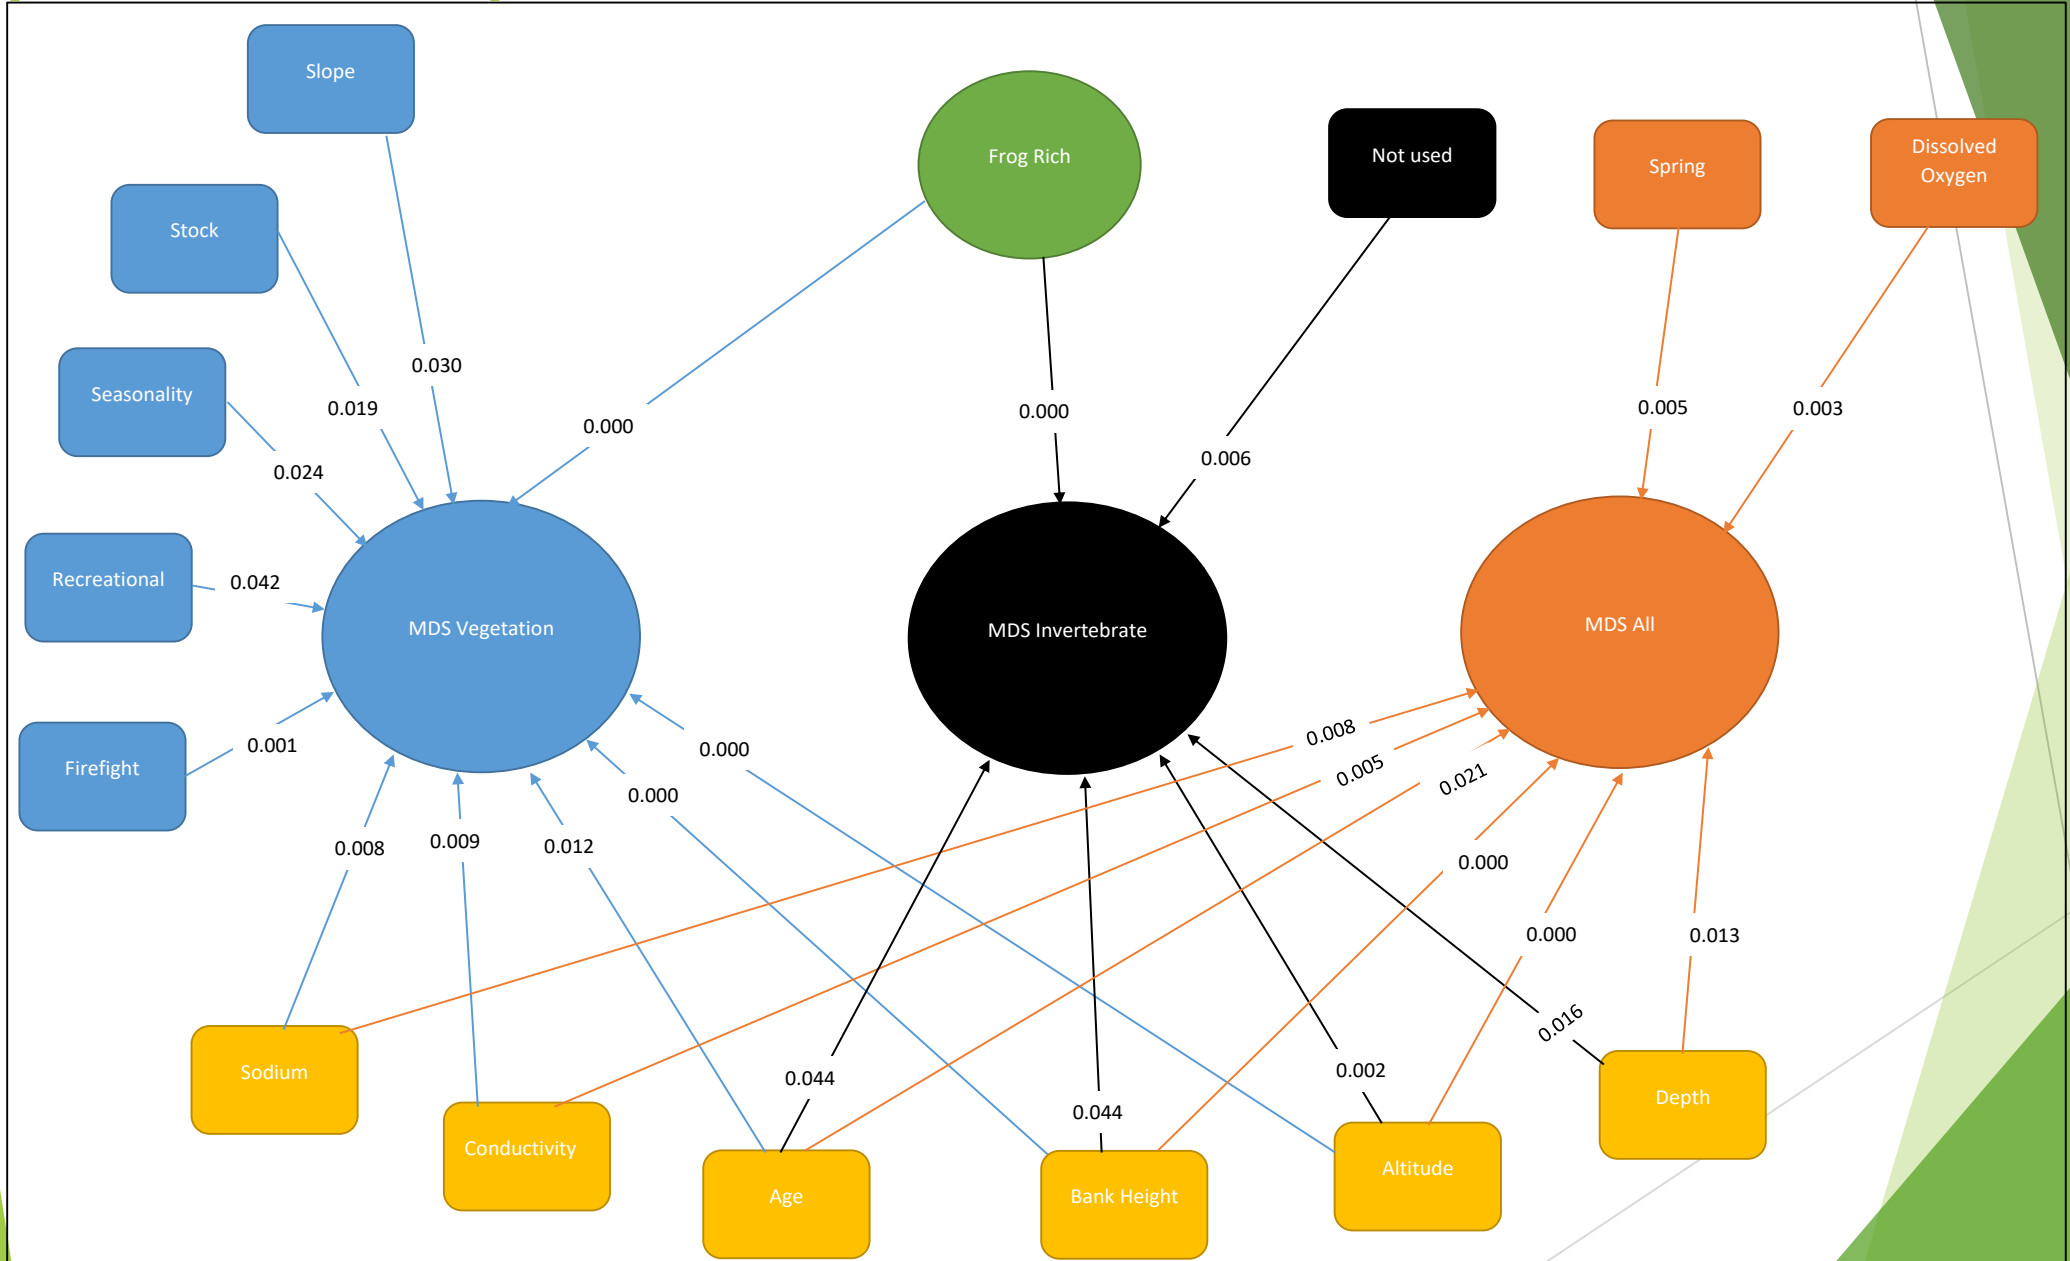 Slope
Frog Rich
Not used
Spring
Dissolved
Oxygen
Stock
Seasonality
0.030
0.019
0.000
0.000
0.006
0.005
0.003
0.024
Recreational
0.042
MDS Vegetation
MDS Invertebrate
MDS All
Firefight
0.001
0.000
0.008
0.005
0.021
0.000
0.008
0.009
0.012
0.000
0.000
0.013
0.016
Sodium
0.044
0.044
0.002
Depth
Conductivity
Age
Bank Height
Altitude